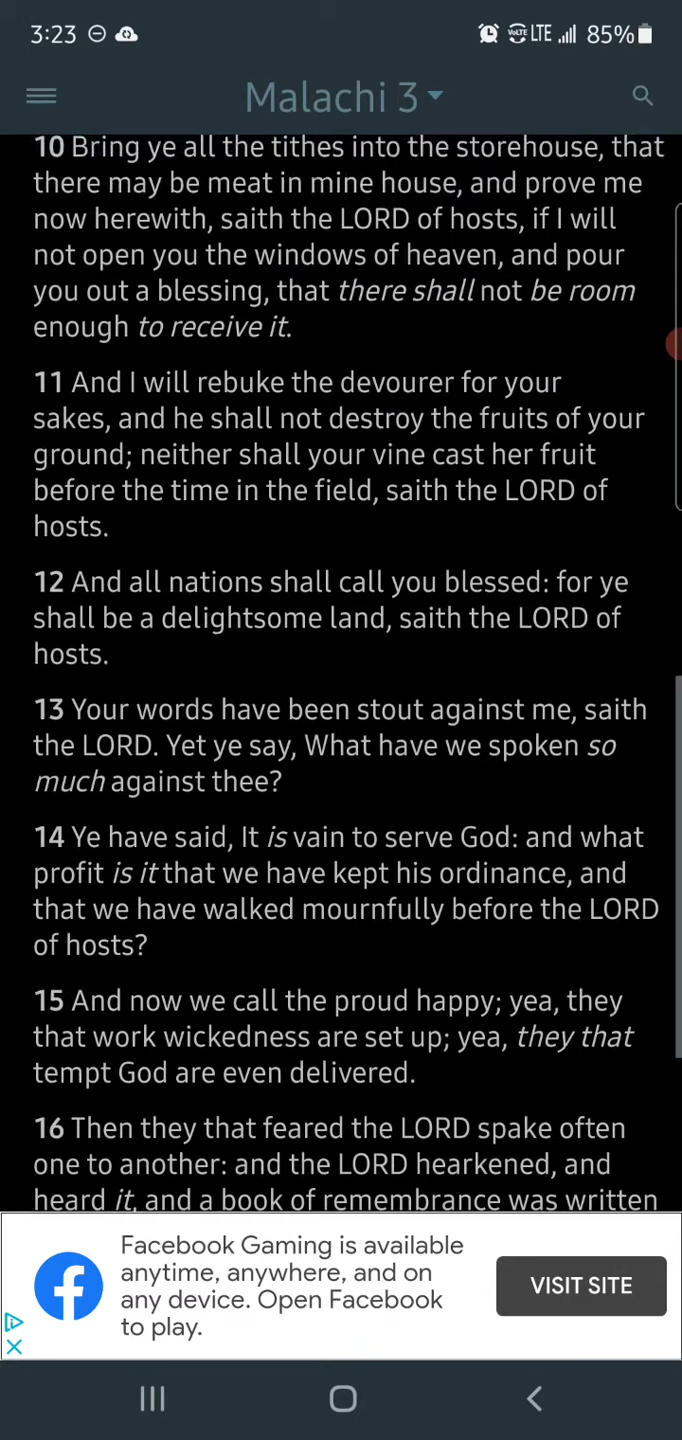 3:23 VoLTE LTE 85%
Malachi 3
10 Bring ye all the tithes into the storehouse, that
there may be meat in mine house, and prove me
now herewith, saith the LORD of hosts, if I will
not open you the windows of heaven, and pour
you out a blessing, that there shall not be room
enough to receive it.
11 And I will rebuke the devourer for your
sakes, and he shall not destroy the fruits of your
ground; neither shall your vine cast her fruit
before the time in the field, saith the LORD of
hosts.
12 And all nations shall call you blessed: for ye
shall be a delightsome land, saith the LORD of
hosts.
13 Your words have been stout against me, saith
the LORD. Yet ye say, What have we spoken so
much against thee?
14 Ye have said, It is vain to serve God: and what
profit is it that we have kept his ordinance, and
that we have walked mournfully before the LORD
of hosts?
15 And now we call the proud happy; yea, they
that work wickedness are set up; yea, they that
tempt God are even delivered.
16 Then they that feared the LORD spake often
one to another: and the LORD hearkened, and
heard it, and a book of remembrance was written
Facebook Gaming is available
anytime, anywhere, and on
any device. Open Facebook
to play.
VISIT SITE